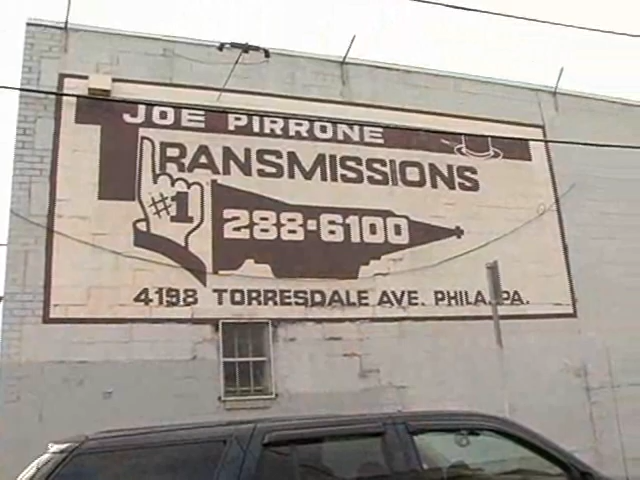 JOE PIRRONE
TRANSMISSIONS
#1
288-6100
4198 TORRESDALE AVE. PHILA. PA.